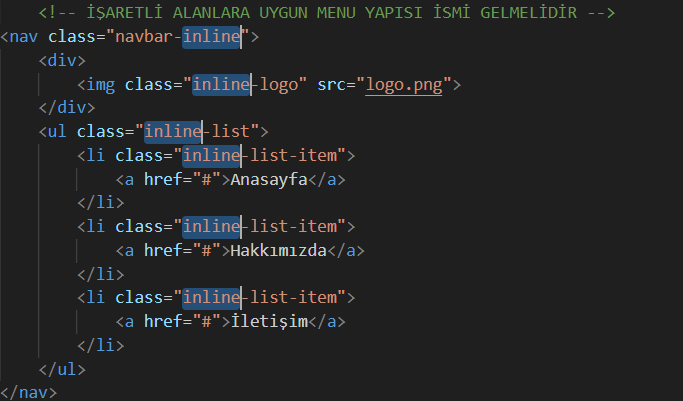 <!-- İŞARETLİ ALANLARA UYGUN MENU YAPISI İSMİ GELMELİDİR -->
<nav class="navbar-inline">
<div>
<img class="inline-logo" src="logo.png">
</div>
<ul class="inline-list">
<li class="inline-list-item">
<a href="#">Anasayfa</a>
</li>
<li class="inline-list-item">
<a href="#">Hakkımızda</a>
</li>
<li class="inline-list-item">
<a href="#">İletişim</a>
</li>
</ul>
</nav>